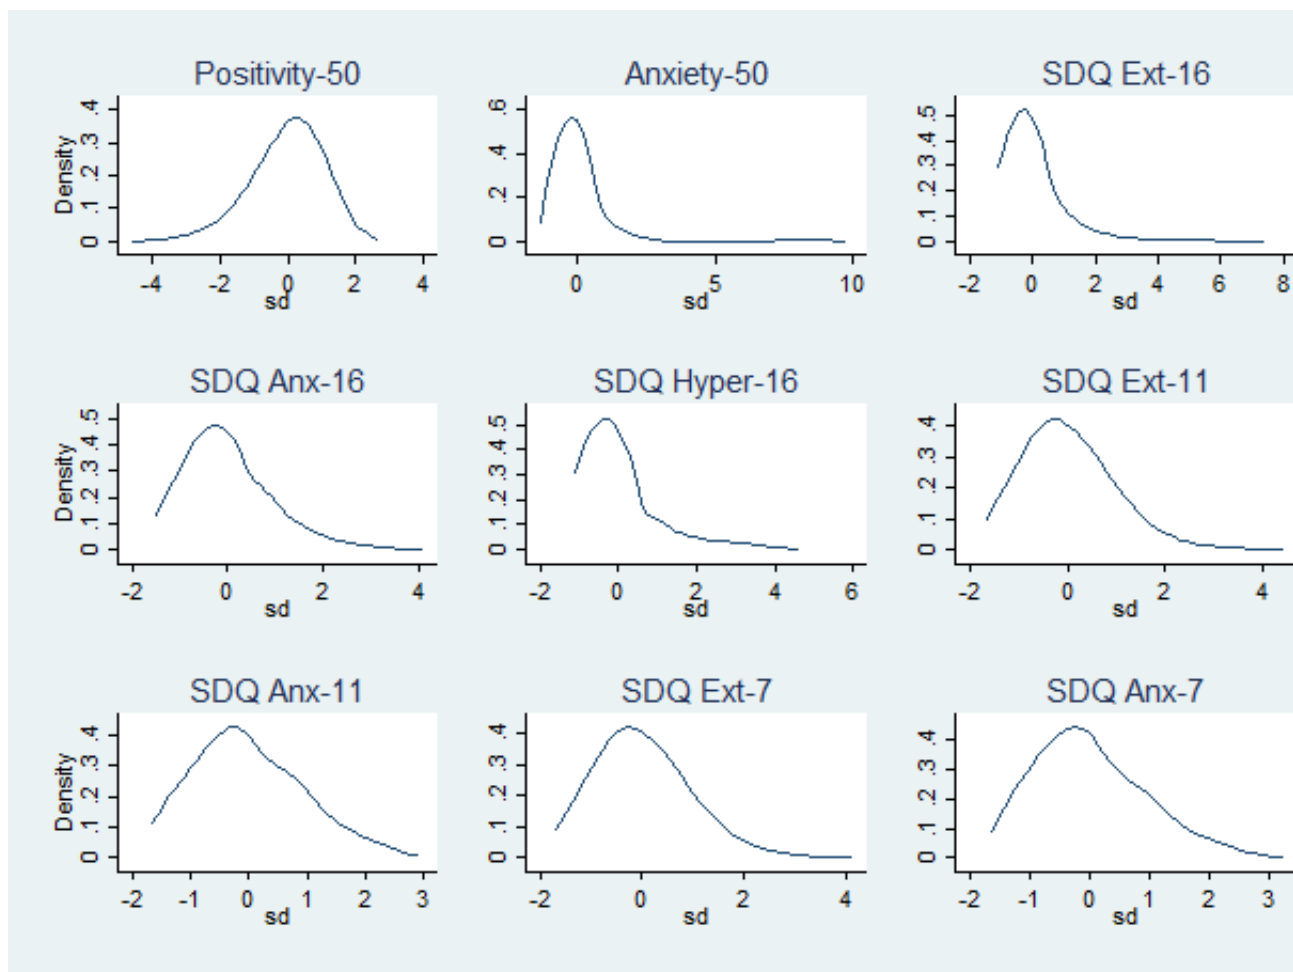 Positivity-50 Anxiety-50 SDQ Ext-16
Density
.4 .3 .2 .1 0
-4 -2 0 2 4
sd
.6 .4 .2 0
0 5 10
sd
.5 .4 .3 .2 .1 0
-2 0 2 4 6 8
sd
SDQ Anx-16 SDQ Hyper-16 SDQ Ext-11
Density
.5 .4 .3 .2 .1 0
-2 0 2 4
sd
.5 .4 .3 .2 .1 0
-2 0 2 4 6
sd
.4 .3 .2 .1 0
-2 0 2 4
sd
SDQ Anx-11 SDQ Ext-7 SDQ Anx-7
Density
.4 .3 .2 .1 0
-2 -1 0 1 2 3
sd
.4 .3 .2 .1 0
-2 0 2 4
sd
.4 .3 .2 .1 0
-2 -1 0 1 2 3
sd